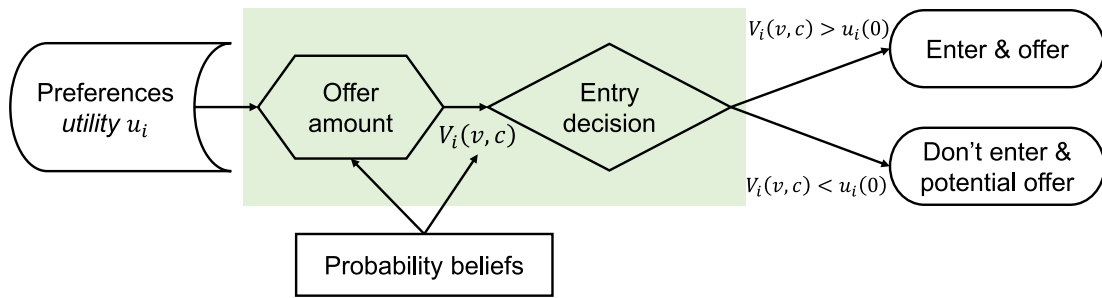 Preferences
utility u_i
Offer
amount
V_i(v, c)
Entry
decision
V_i(v, c) > u_i(0)
Enter & offer
V_i(v, c) < u_i(0)
Don't enter &
potential offer
Probability beliefs